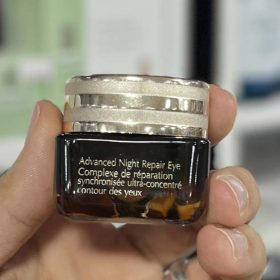 Advanced Night Repair Eye
Complexe de réparation
synchronisée ultra-concentré
contour des yeux